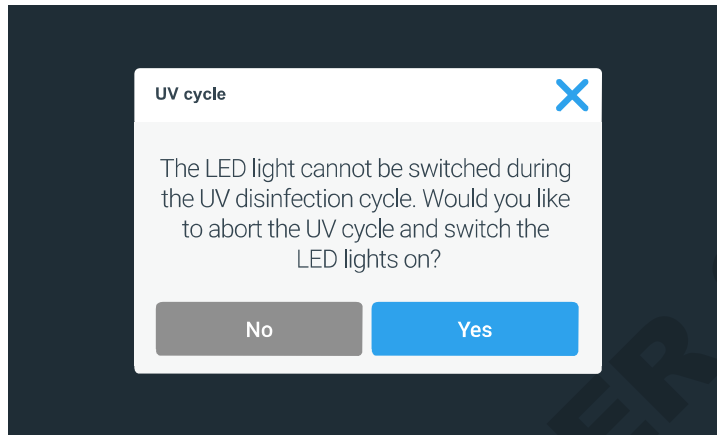 UV cycle
The LED light cannot be switched during
the UV disinfection cycle. Would you like
to abort the UV cycle and switch the
LED lights on?
No
Yes